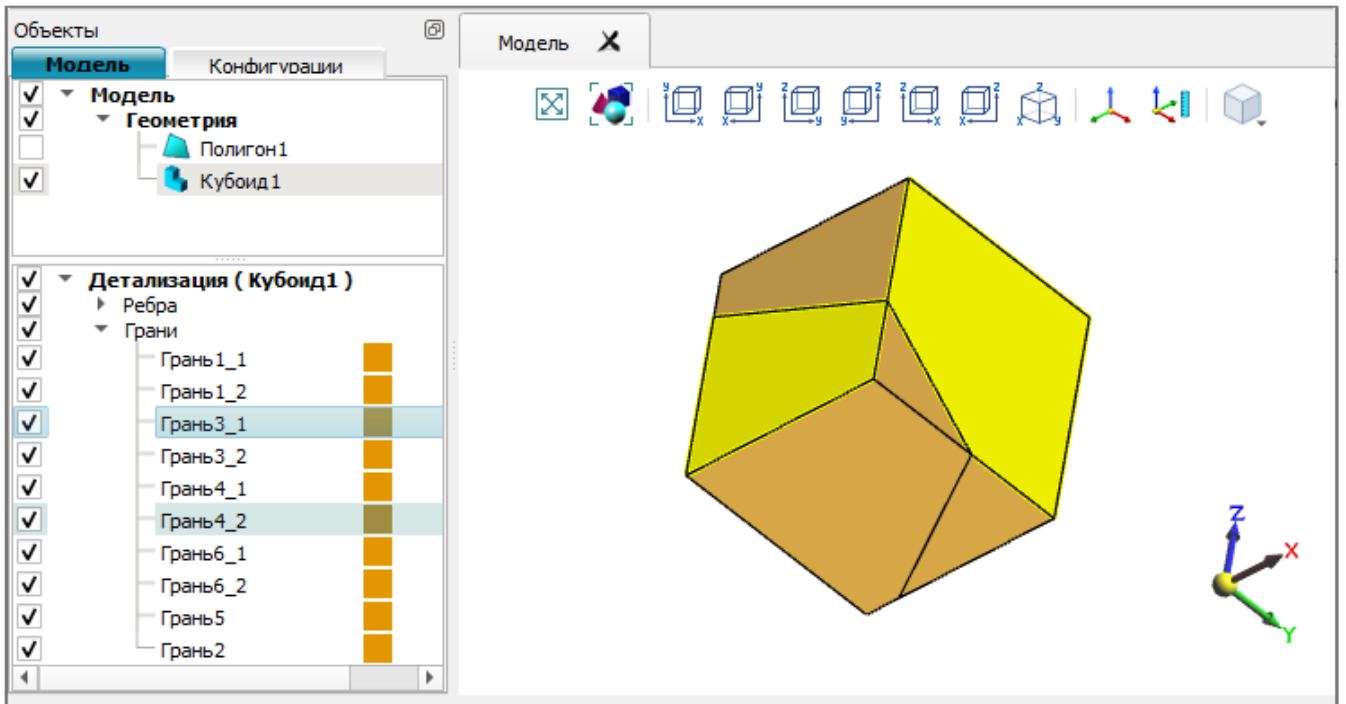 Объекты
Модель
Конфигурации
Модель
Геометрия
Полигон1
Кубоид1
Детализация ( Кубоид1 )
Ребра
Грани
Грань1_1
Грань1_2
Грань3_1
Грань3_2
Грань4_1
Грань4_2
Грань6_1
Грань6_2
Грань5
Грань2
Модель
y x
x y
z y
y z
z x
x z
z x y
Z
X
Y